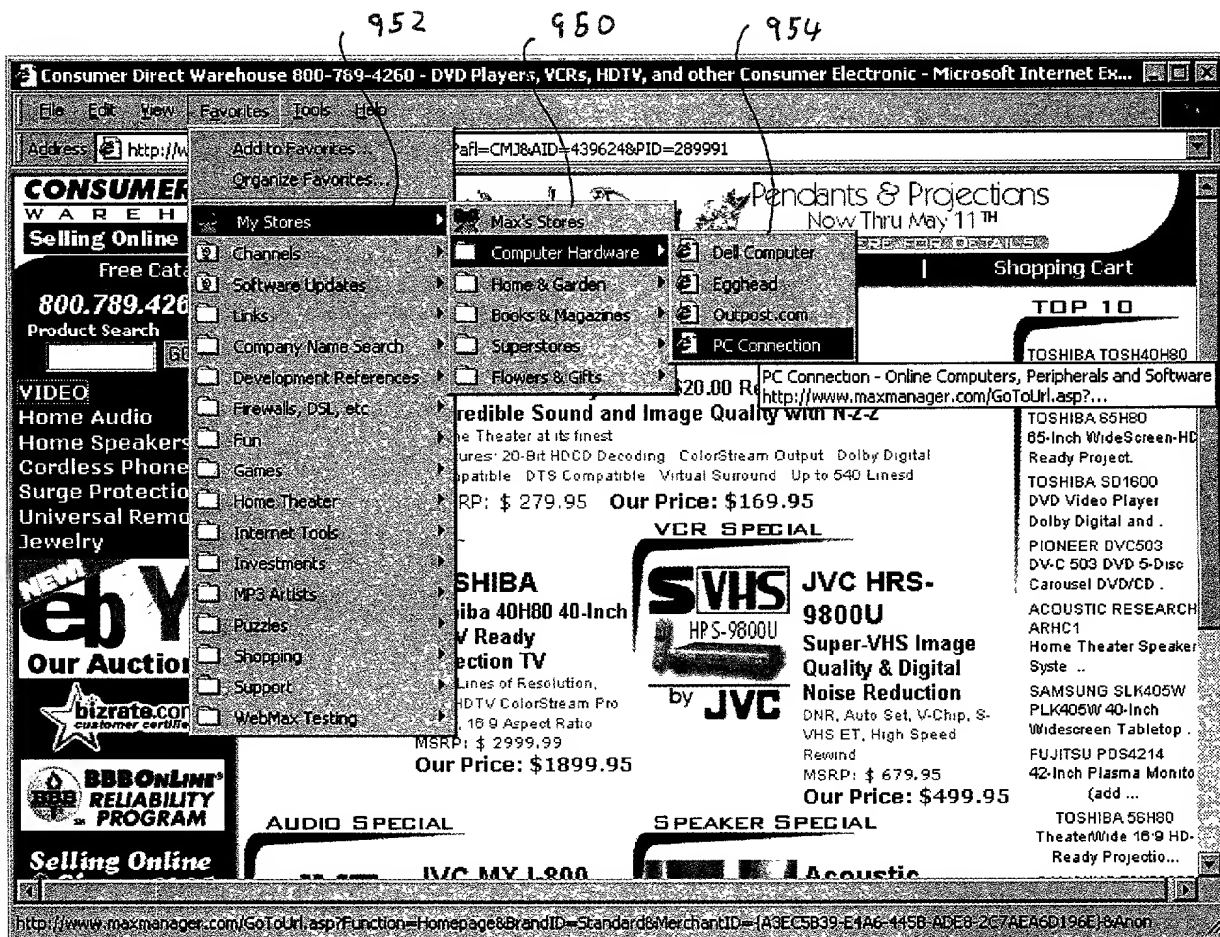 952 950 954
Consumer Direct Warehouse 800-789-4260 - DVD Players, VCRs, HDTV, and other Consumer Electronic - Microsoft Internet Ex...
File Edit View Favorites Tools Help
Address http://w ?afl=CMJ&AID=439624&PID=289991
Add to Favorites...
Organize Favorites...
My Stores
Channels
Software Updates
Links
Company Name Search
Development References
Firewalls, DSL, etc
Fun
Games
Home Theater
Internet Tools
Investments
MP3 Artists
Puzzles
Shopping
Support
WebMax Testing
Max's Stores
Computer Hardware
Home & Garden
Books & Magazines
Superstores
Flowers & Gifts
Dell Computer
Egghead
Outpost.com
PC Connection
PC Connection - Online Computers, Peripherals and Software
http://www.maxmanager.com/GoToUrl.asp?...
CONSUMER
WAREH
Selling Online
Free Cata
800.789.426
Product Search
GO
VIDEO
Home Audio
Home Speakers
Cordless Phone
Surge Protectio
Universal Remo
Jewelry
NEW!
ebY
Our Auction
bizrate.com
customer certifie
BBBOnLine
BBB
RELIABILITY
PROGRAM
Selling Online
Pendants & Projections
Now Thru May 11TH
HERE FOR DETAILS
| Shopping Cart
$20.00 Re
redible Sound and Image Quality with N-Z-Z
e Theater at its finest
ures: 20-Bit HDCD Decoding ColorStream Output Dolby Digital
patible DTS Compatible Virtual Surround Up to 540 Linesd
RP: $ 279.95 Our Price: $169.95
SHIBA
iba 40H80 40-Inch
V Ready
ection TV
Lines of Resolution,
HDTV ColorStream Pro
, 16 9 Aspect Ratio
MSRP: $ 2999.99
Our Price: $1899.95
VCR SPECIAL
SVHS
HPS-9800U
by JVC
JVC HRS-
9800U
Super-VHS Image
Quality & Digital
Noise Reduction
DNR, Auto Set, V-Chip, S-
VHS ET, High Speed
Rewind
MSRP: $ 679.95
Our Price: $499.95
AUDIO SPECIAL
SPEAKER SPECIAL
Acoustic
TOP 10
TOSHIBA TOSH40H80
TOSHIBA 65H80
65-Inch WideScreen-HD
Ready Project.
TOSHIBA SD1600
DVD Video Player
Dolby Digital and .
PIONEER DVC503
DV-C 503 DVD 5-Disc
Carousel DVD/CD .
ACOUSTIC RESEARCH
ARHC1
Home Theater Speaker
Syste ..
SAMSUNG SLK405W
PLK405W 40-Inch
Widescreen Tabletop .
FUJITSU PDS4214
42-Inch Plasma Monito
(add ...
TOSHIBA 56H80
TheaterWide 16:9 HD-
Ready Projectio...
http://www.maxmanager.com/GoToUrl.asp?Function=Homepage&BrandID=Standard&MerchantID={A3EC5B39-E4A6-445B-ADE8-2C7AEA6D196E}&Anon